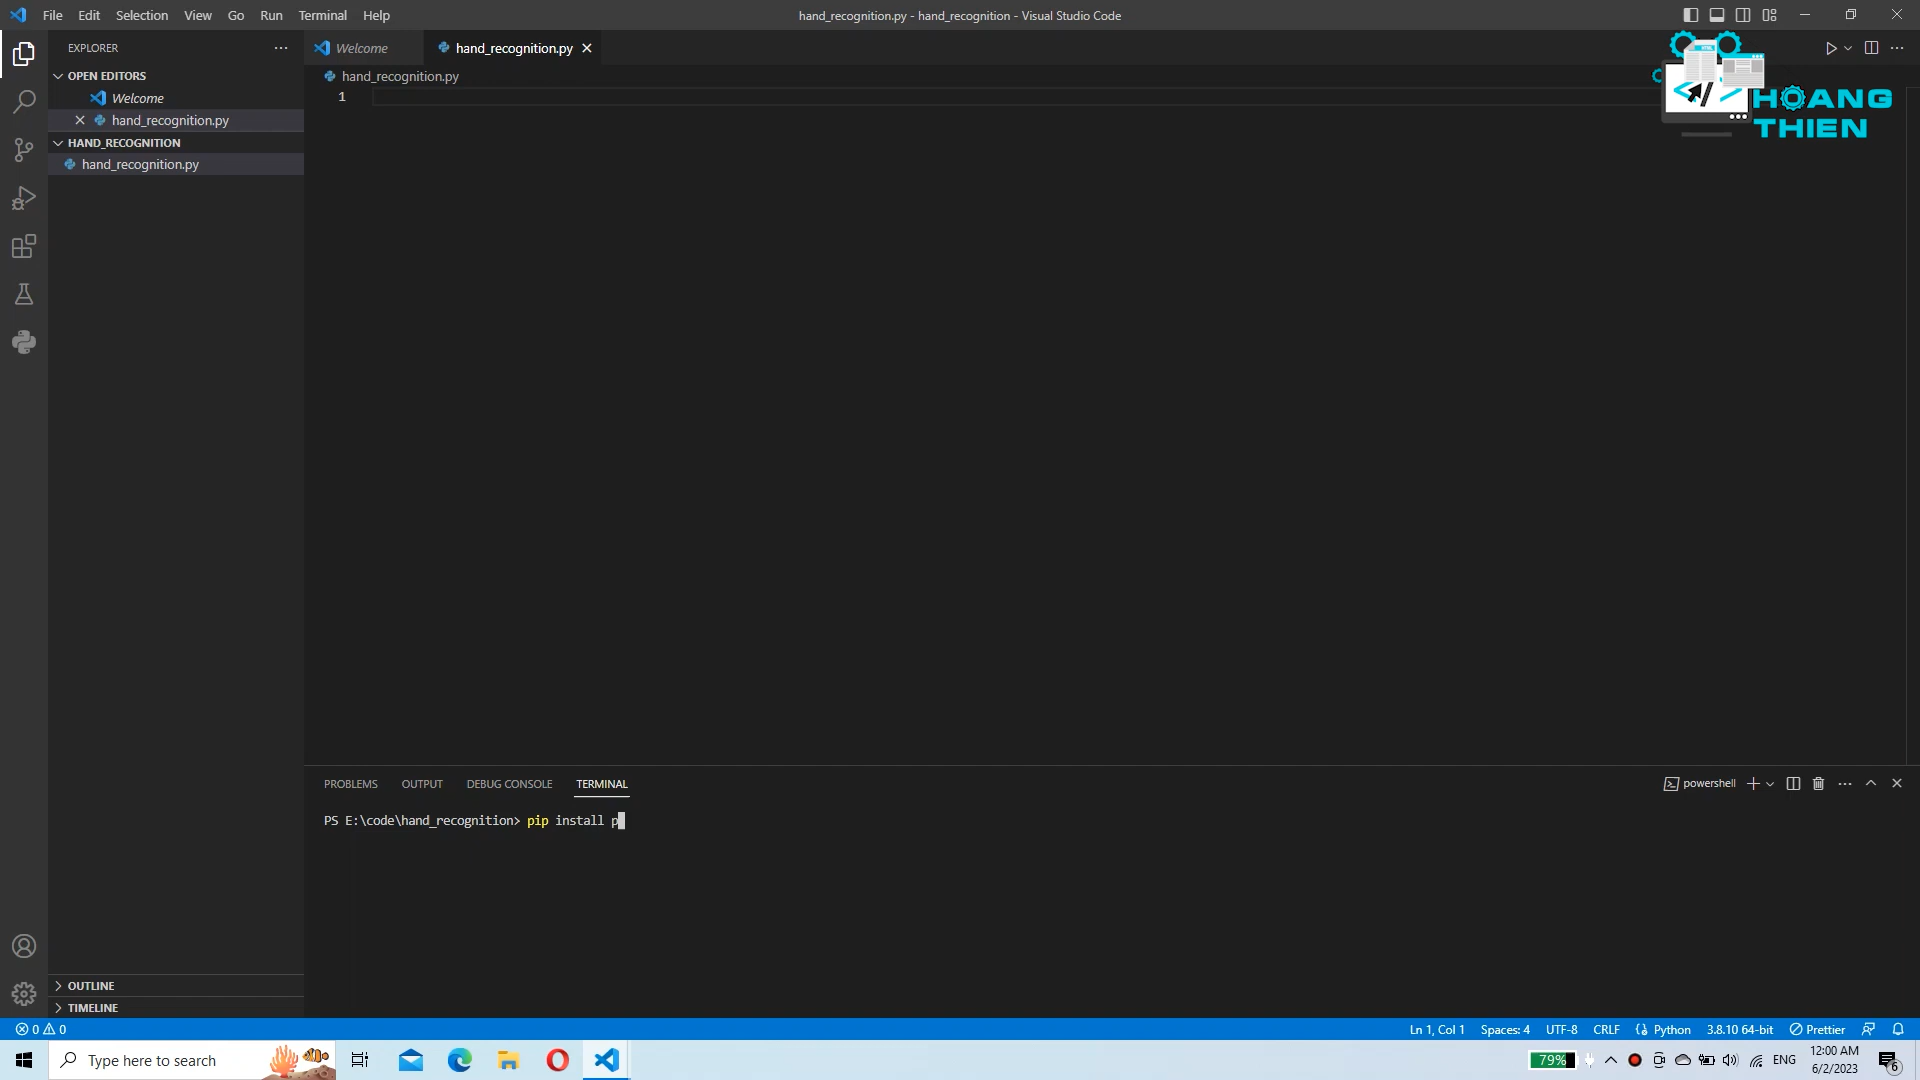 File Edit Selection View Go Run Terminal Help
hand_recognition.py - hand_recognition - Visual Studio Code
EXPLORER
Welcome
hand_recognition.py
OPEN EDITORS
Welcome
hand_recognition.py
HAND_RECOGNITION
hand_recognition.py
hand_recognition.py
1
HOANG
THIEN
PROBLEMS OUTPUT DEBUG CONSOLE TERMINAL
powershell
PS E:\code\hand_recognition> pip install p
OUTLINE
TIMELINE
0 0
Ln 1, Col 1 Spaces: 4 UTF-8 CRLF Python 3.8.10 64-bit Prettier
Type here to search
79%
ENG
12:00 AM
6/2/2023
6